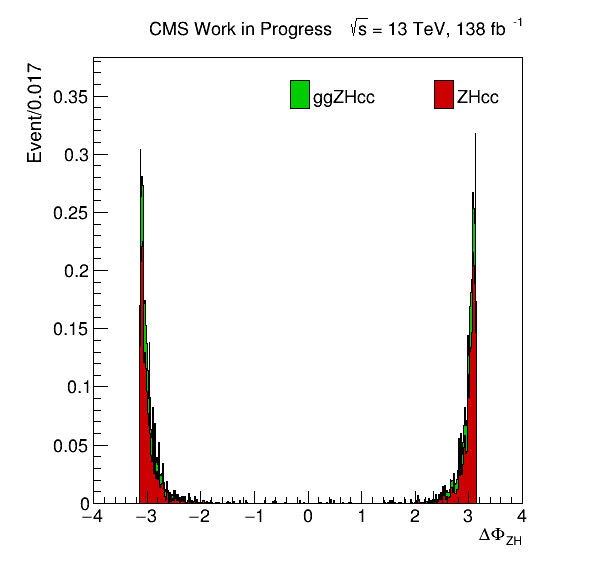 CMS Work in Progress √s = 13 TeV, 138 fb -1
Event/0.017
ggZHcc ZHcc
0.35
0.3
0.25
0.2
0.15
0.1
0.05
0
−4 −3 −2 −1 0 1 2 3 4
ΔΦZH